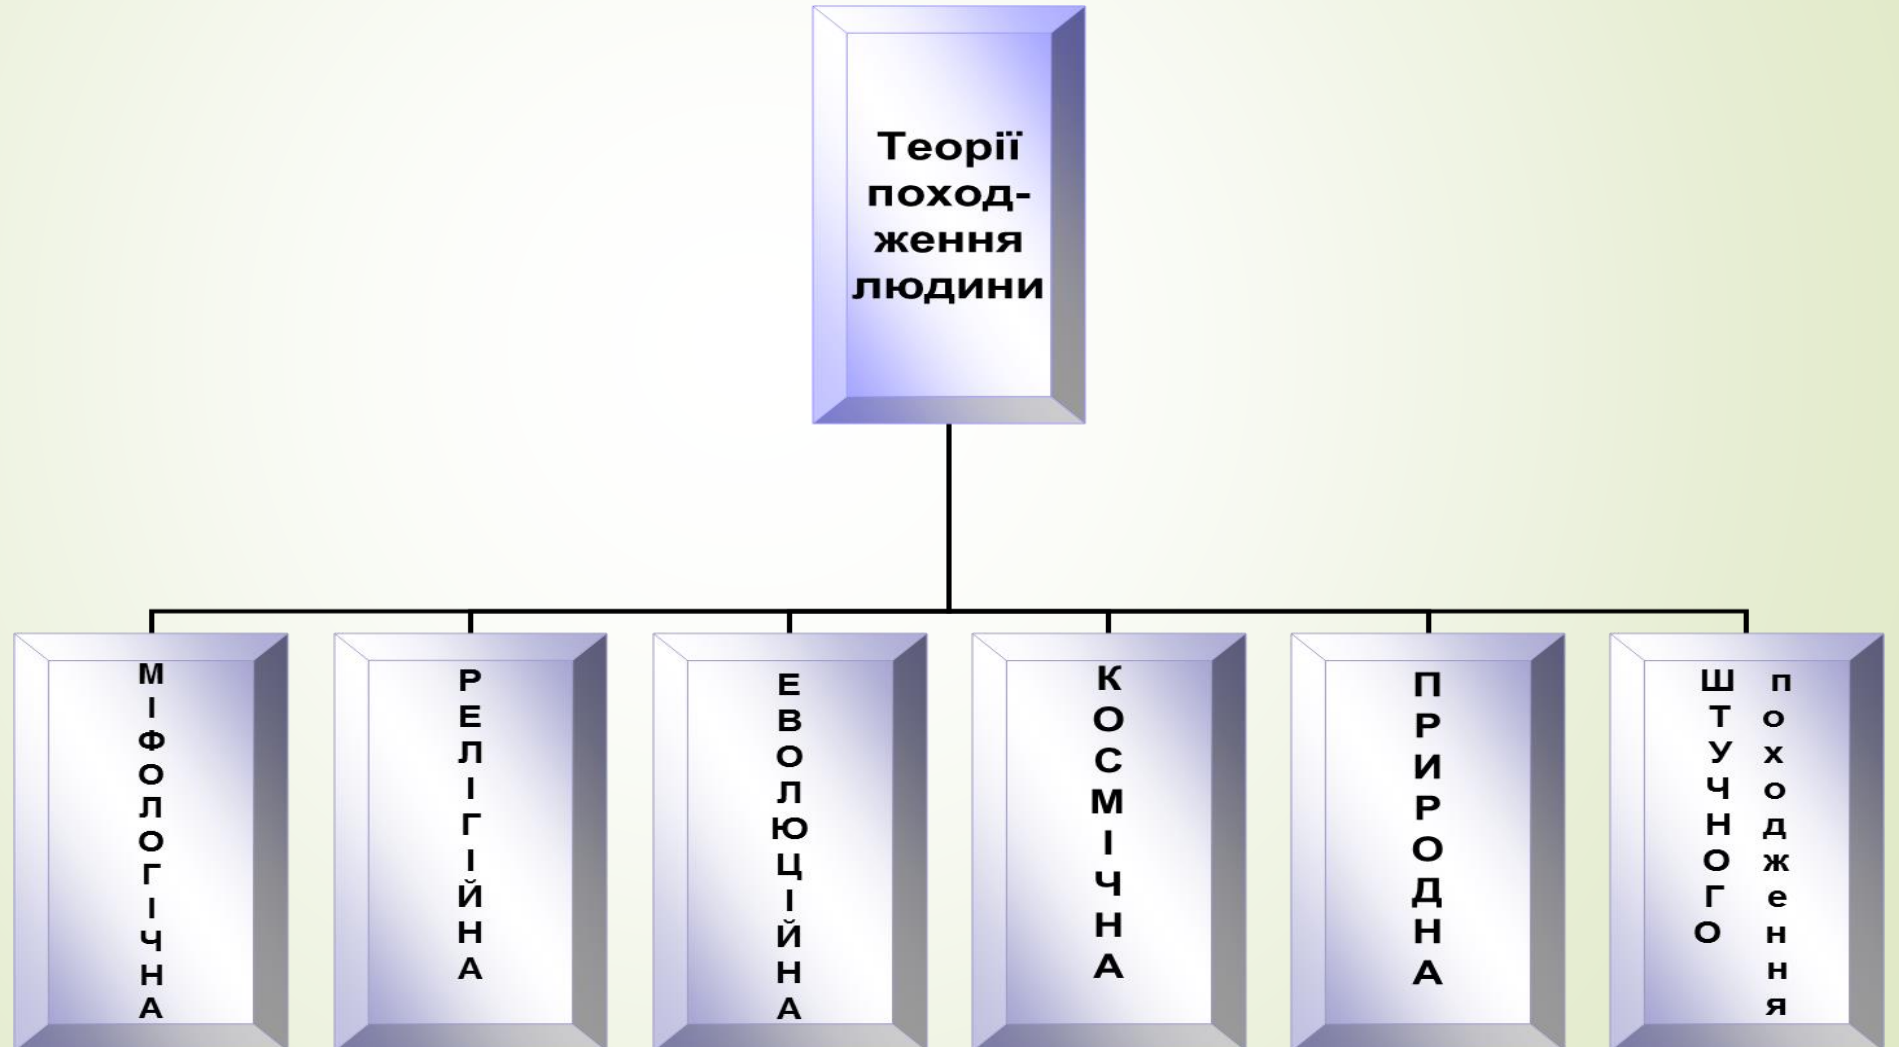 Теорії
поход-
ження
людини
МІФОЛОГІЧНА
РЕЛІГІЙНА
ЕВОЛЮЦІЙНА
КОСМІЧНА
ПРИРОДНА
ШТУЧНОГО
походження